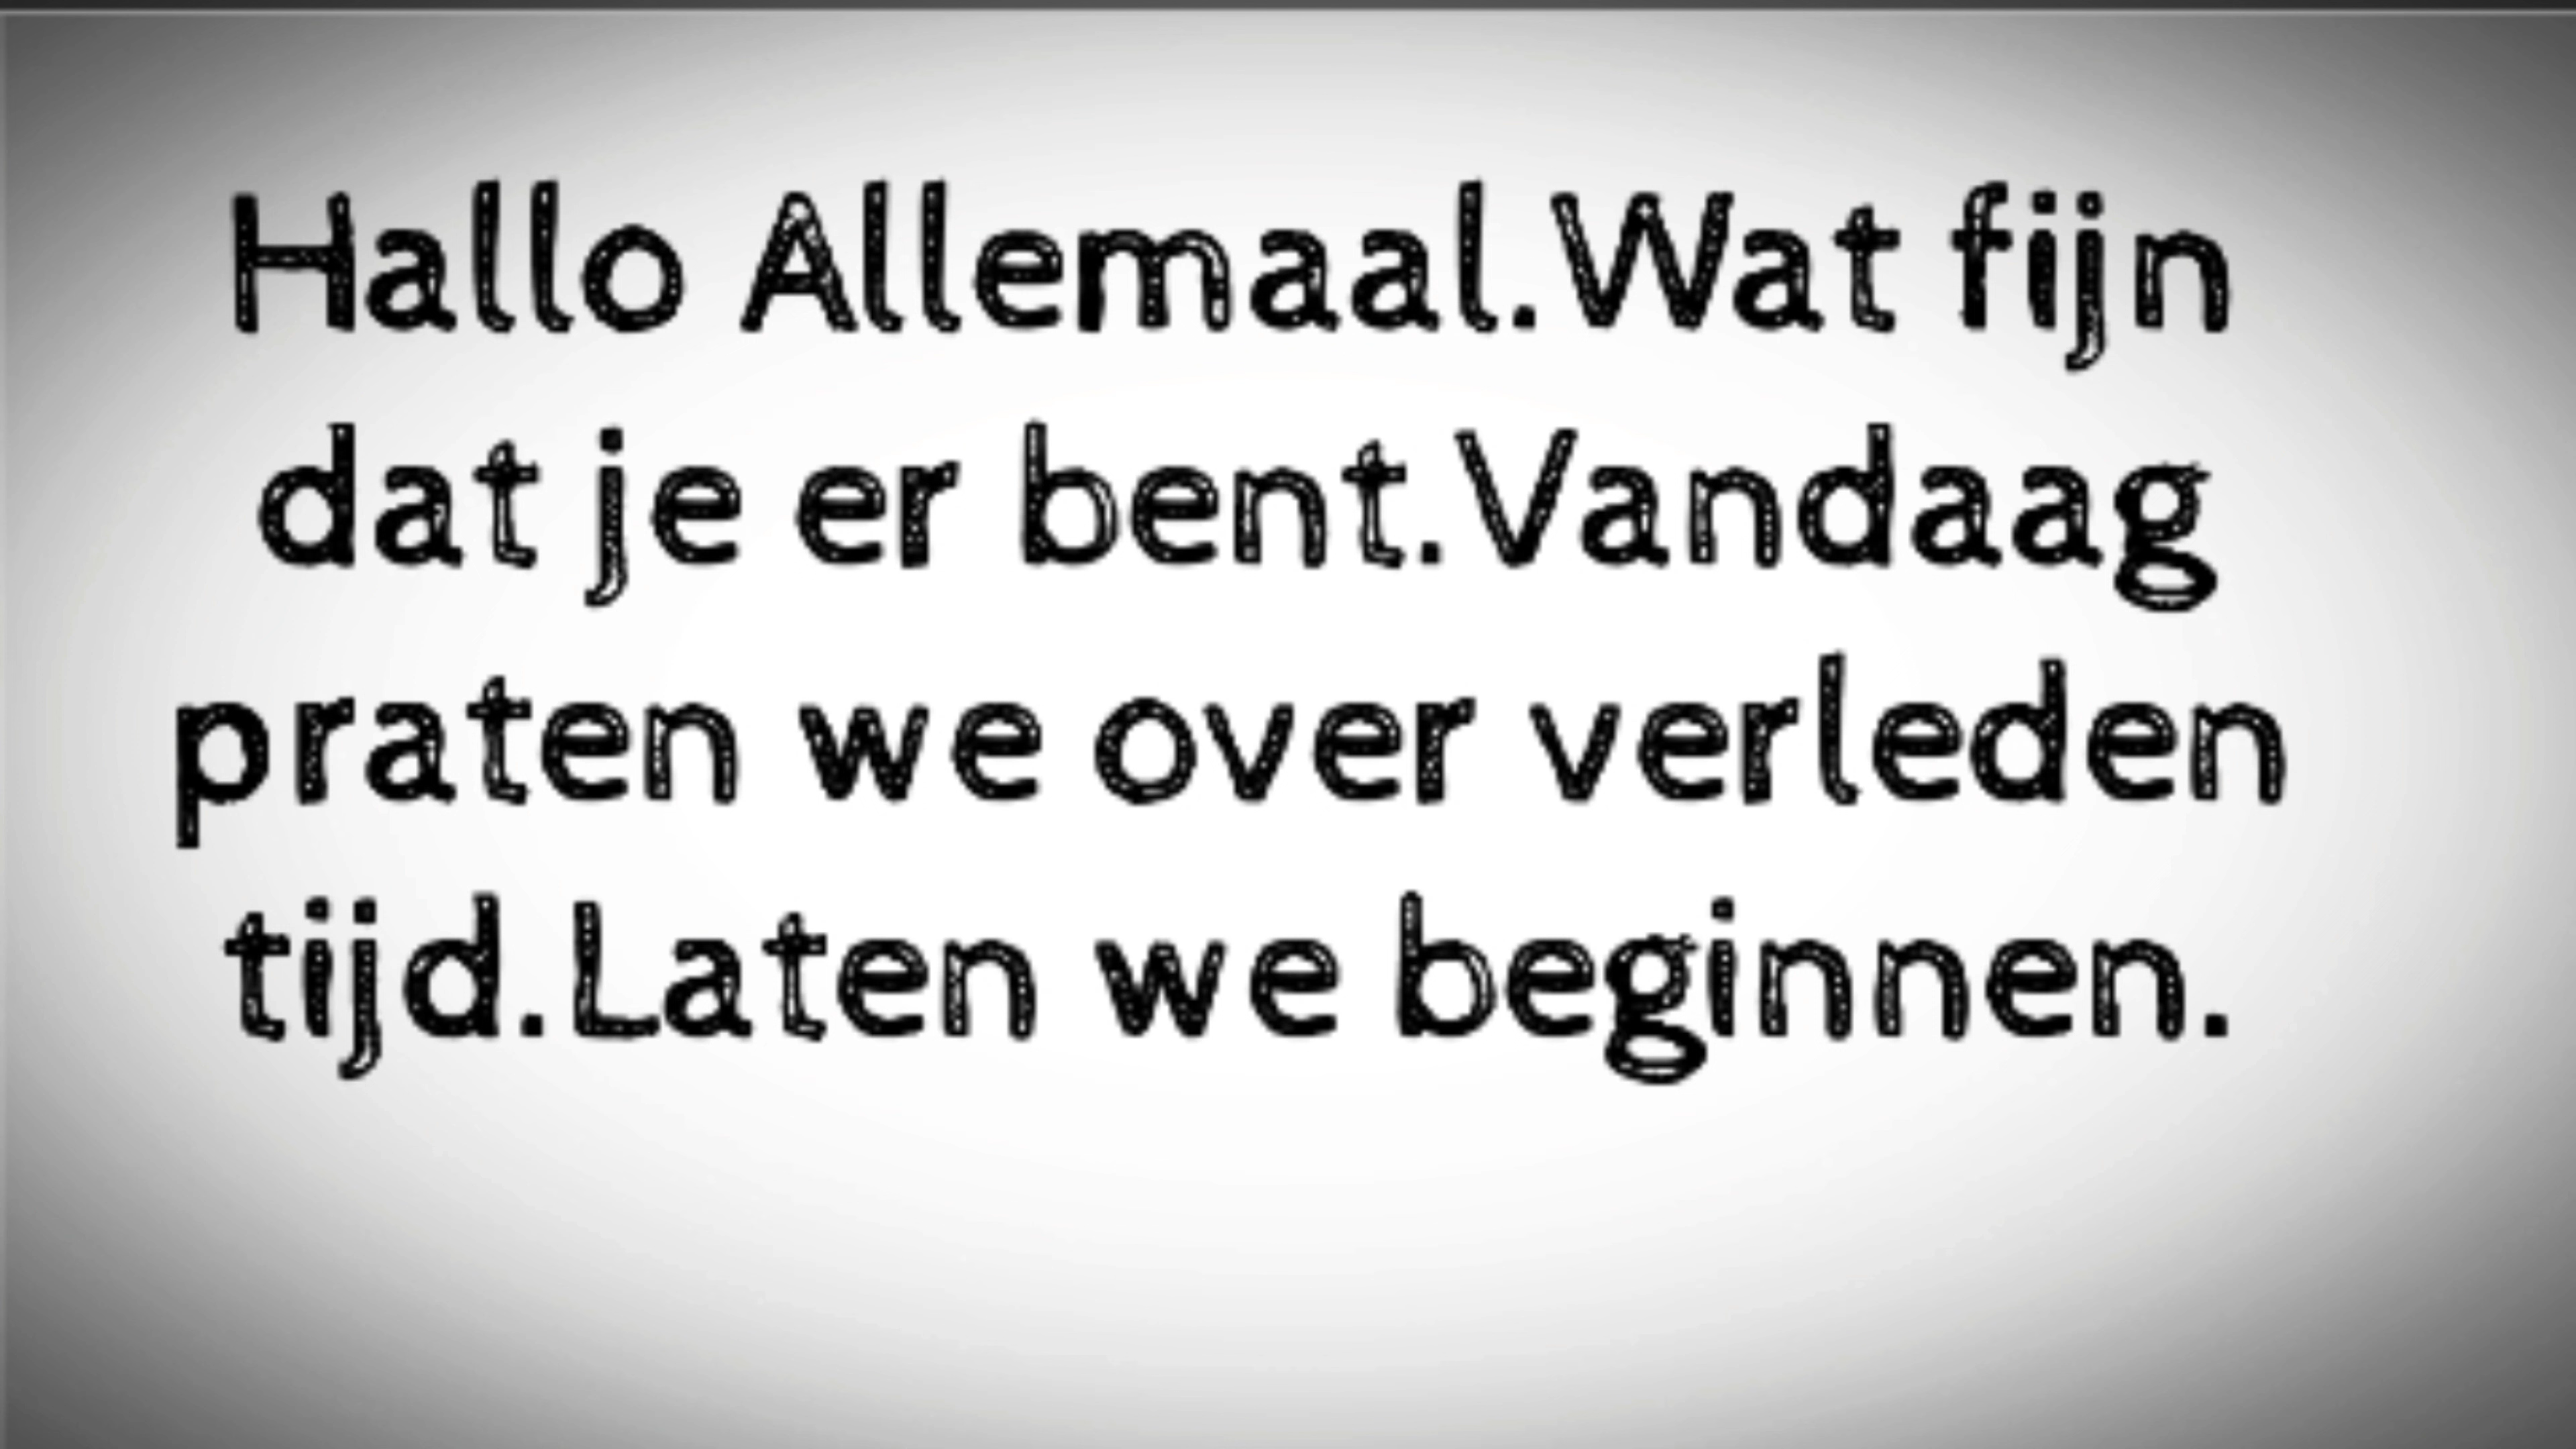 Hallo Allemaal.Wat fijn
dat je er bent.Vandaag
praten we over verleden
tijd.Laten we beginnen.